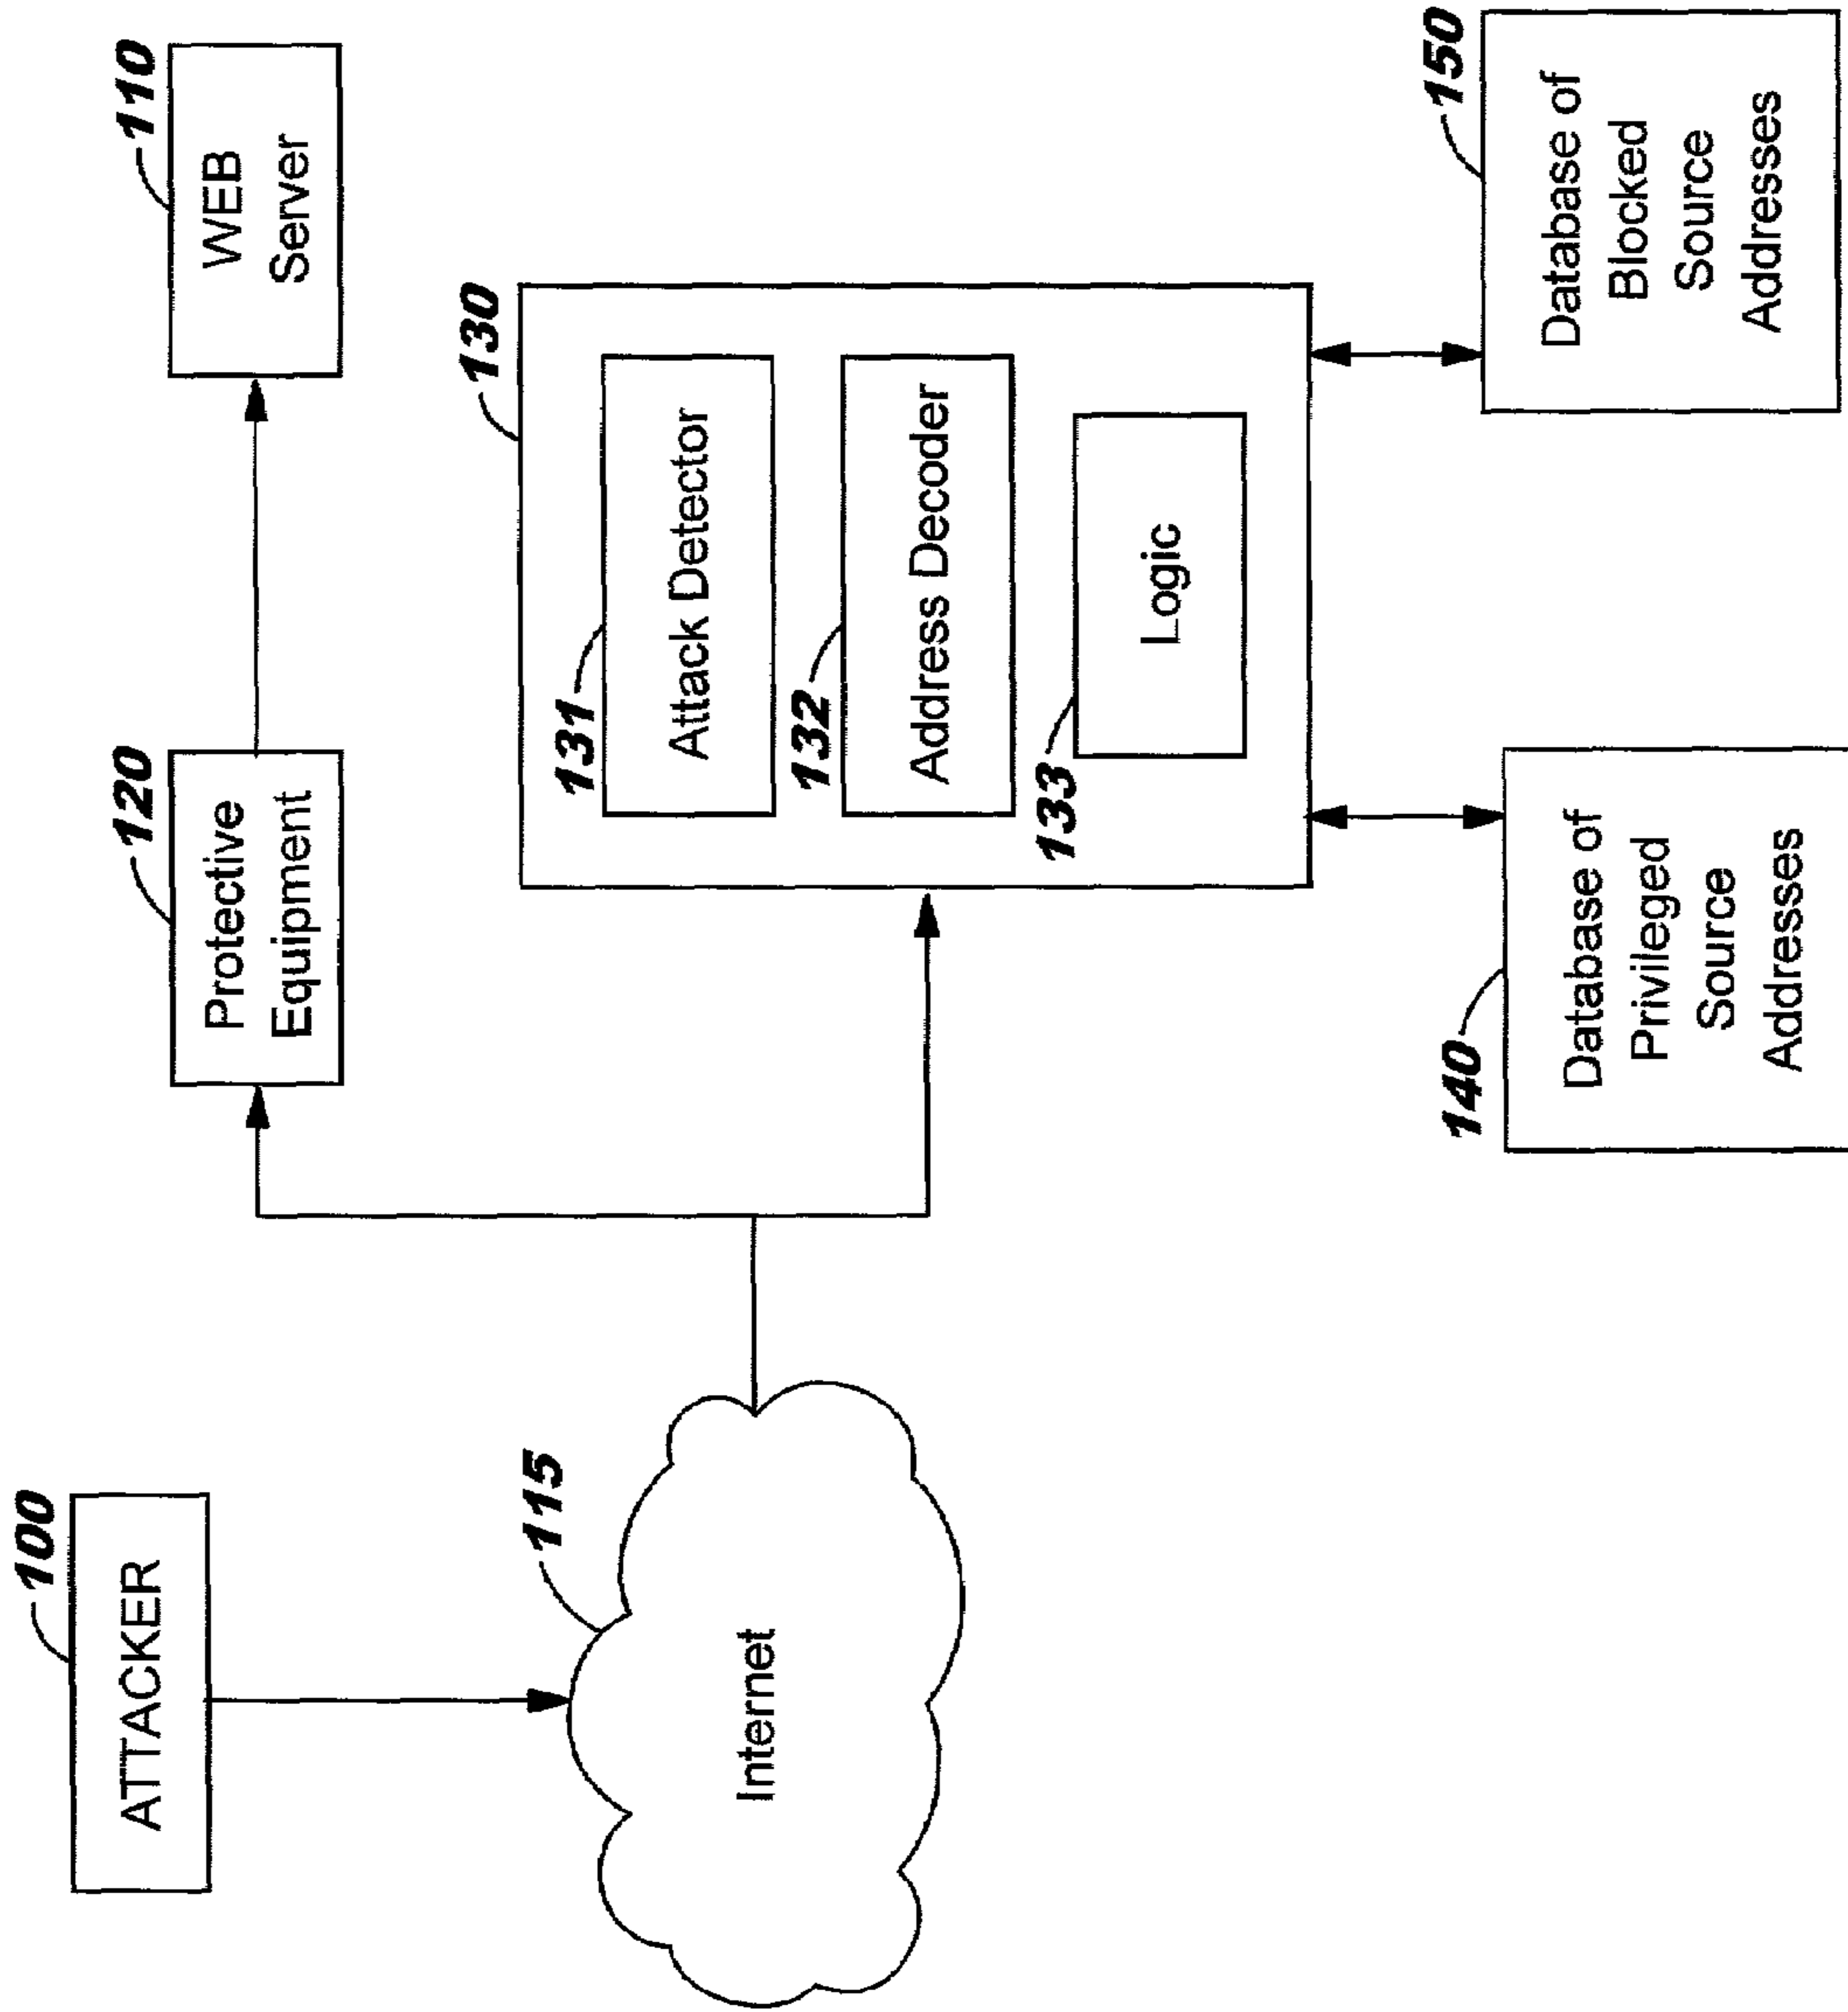 100
ATTACKER
115
Internet
120
Protective
Equipment
110
WEB
Server
130
131
Attack Detector
132
Address Decoder
133
Logic
140
Database of
Privileged
Source
Addresses
150
Database of
Blocked
Source
Addresses